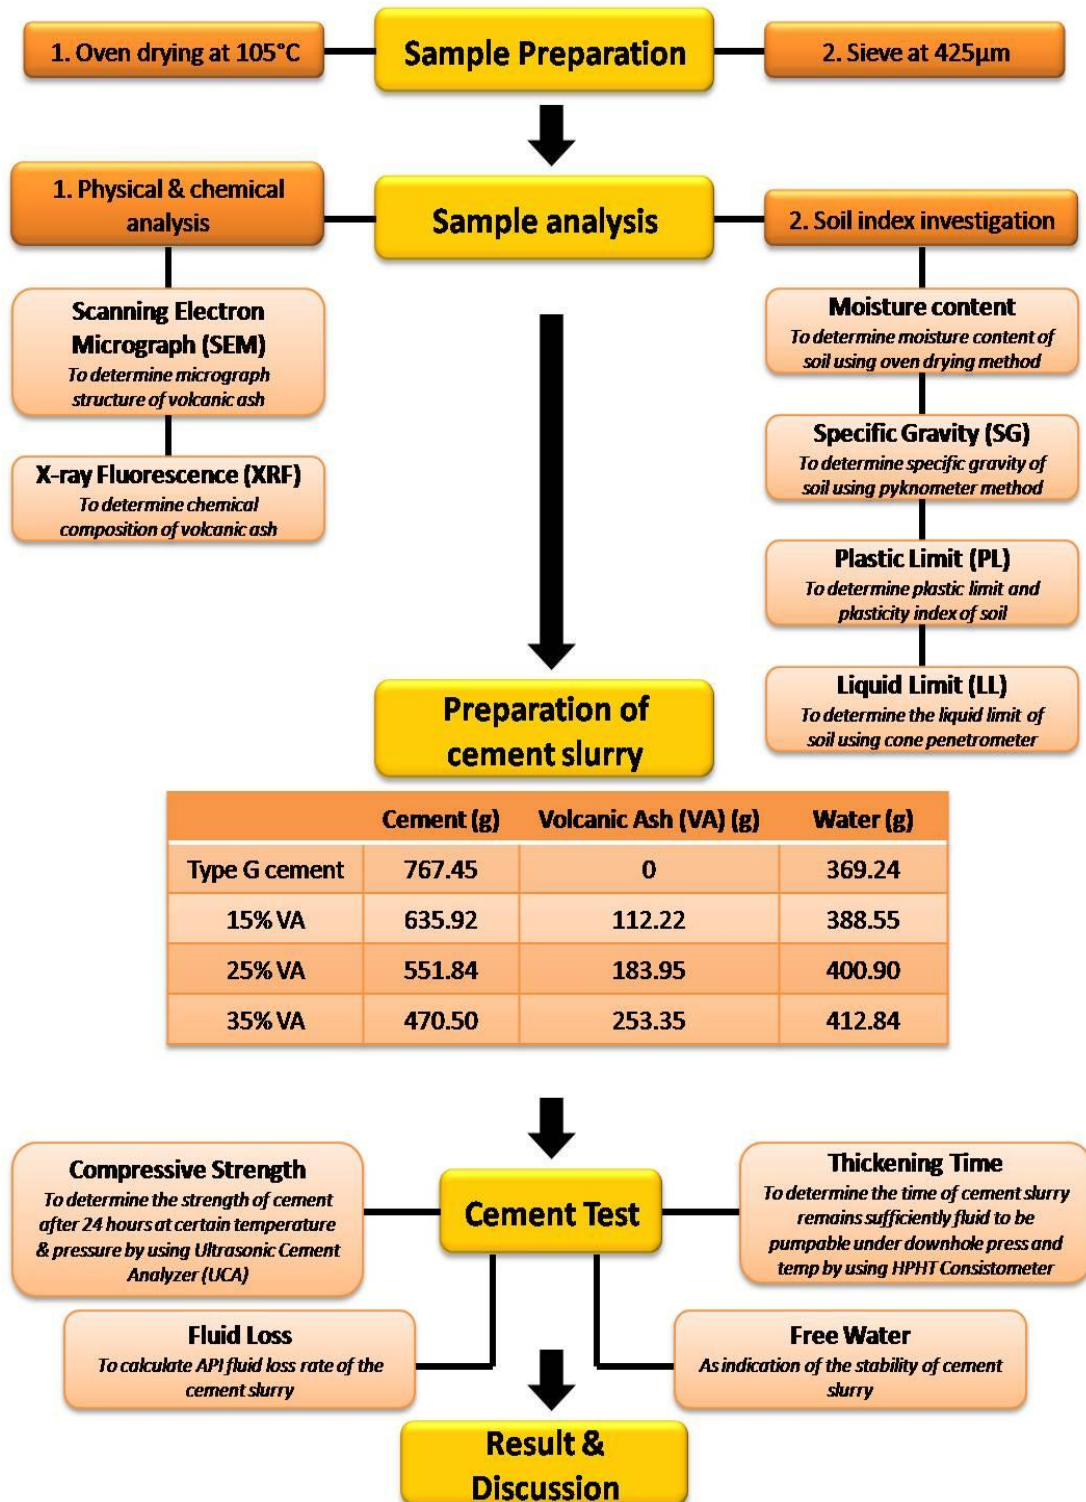 1. Oven drying at 105°C
Sample Preparation
2. Sieve at 425µm
1. Physical & chemical
analysis
Sample analysis
2. Soil index investigation
Scanning Electron
Micrograph (SEM)
To determine micrograph
structure of volcanic ash
X-ray Fluorescence (XRF)
To determine chemical
composition of volcanic ash
Moisture content
To determine moisture content of
soil using oven drying method
Specific Gravity (SG)
To determine specific gravity of
soil using pyknometer method
Plastic Limit (PL)
To determine plastic limit and
plasticity index of soil
Liquid Limit (LL)
To determine the liquid limit of
soil using cone penetrometer
Preparation of
cement slurry
Cement (g) Volcanic Ash (VA) (g) Water (g)
Type G cement 767.45 0 369.24
15% VA 635.92 112.22 388.55
25% VA 551.84 183.95 400.90
35% VA 470.50 253.35 412.84
Compressive Strength
To determine the strength of cement
after 24 hours at certain temperature
& pressure by using Ultrasonic Cement
Analyzer (UCA)
Cement Test
Thickening Time
To determine the time of cement slurry
remains sufficiently fluid to be
pumpable under downhole press and
temp by using HPHT Consistometer
Fluid Loss
To calculate API fluid loss rate of the
cement slurry
Free Water
As indication of the stability of cement
slurry
Result &
Discussion